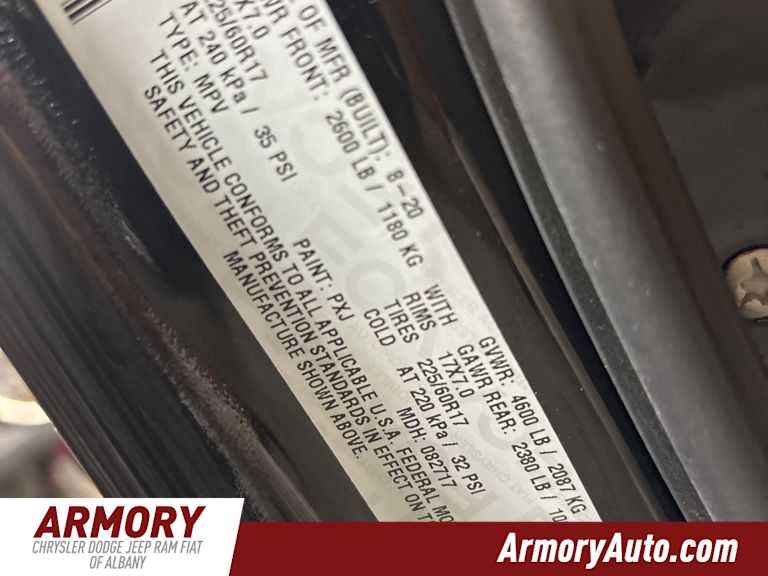 OF MFR (BUILT): 8-20 GVWR: 4600 LB / 2087 KG
WR FRONT: 2600 LB / 1180 KG WITH GAWR REAR: 2380 LB / 10
X7.0 RIMS 17X7.0
225/60R17 TIRES 225/60R17
AT 240 kPa / 35 PSI COLD AT 220 kPa / 32 PSI
TYPE: MPV PAINT: PXJ MDH: 082717
THIS VEHICLE CONFORMS TO ALL APPLICABLE U.S.A. FEDERAL MO
SAFETY AND THEFT PREVENTION STANDARDS IN EFFECT ON T
MANUFACTURE SHOWN ABOVE.
ARMORY
CHRYSLER DODGE JEEP RAM FIAT
OF ALBANY
ArmoryAuto.com